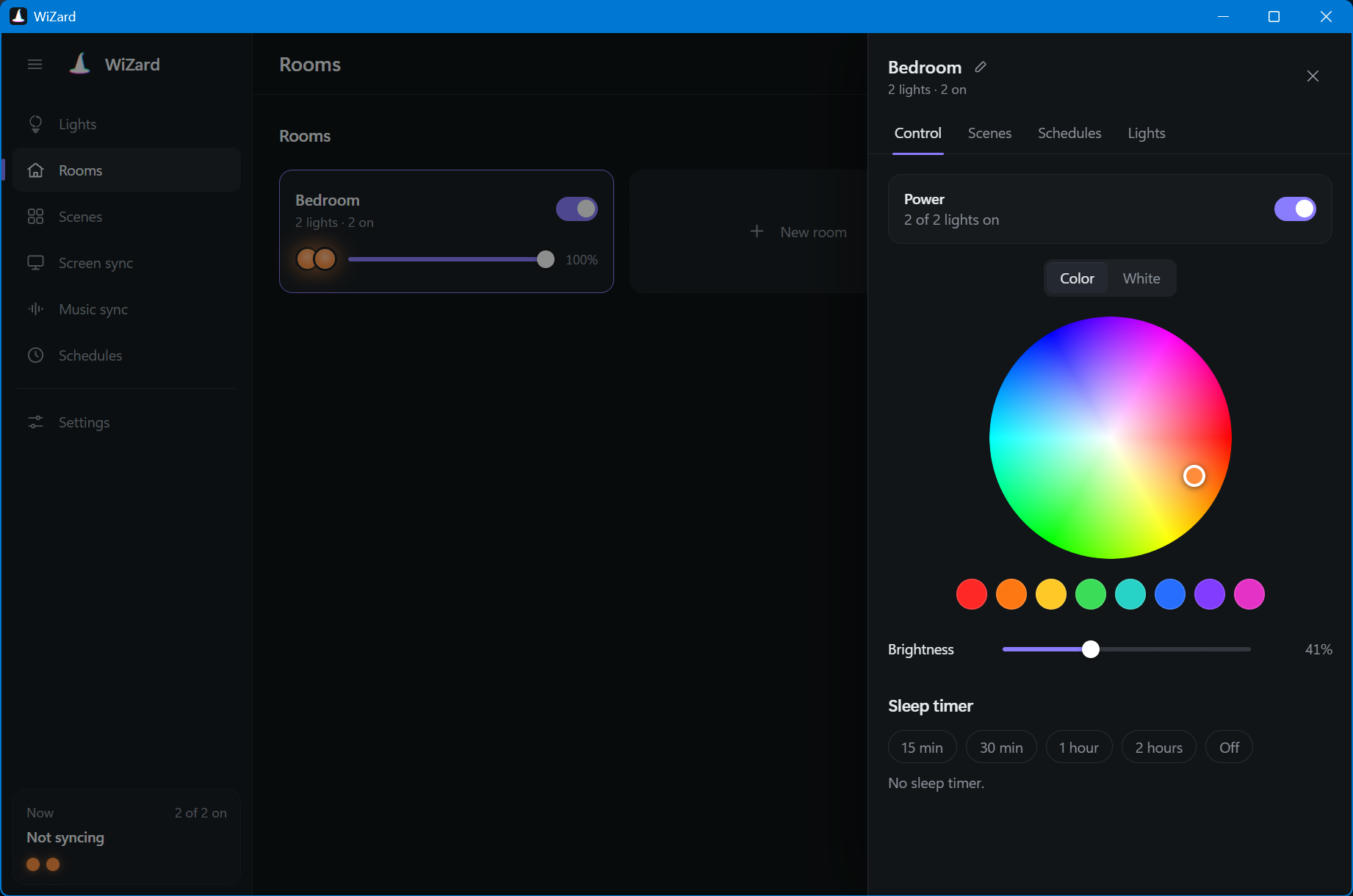 WiZard
WiZard
Lights
Rooms
Scenes
Screen sync
Music sync
Schedules
Settings
Now 2 of 2 on
Not syncing
Rooms
Rooms
Bedroom
2 lights · 2 on
100%
New room
Bedroom
2 lights · 2 on
Control Scenes Schedules Lights
Power
2 of 2 lights on
Color White
Brightness 41%
Sleep timer
15 min 30 min 1 hour 2 hours Off
No sleep timer.